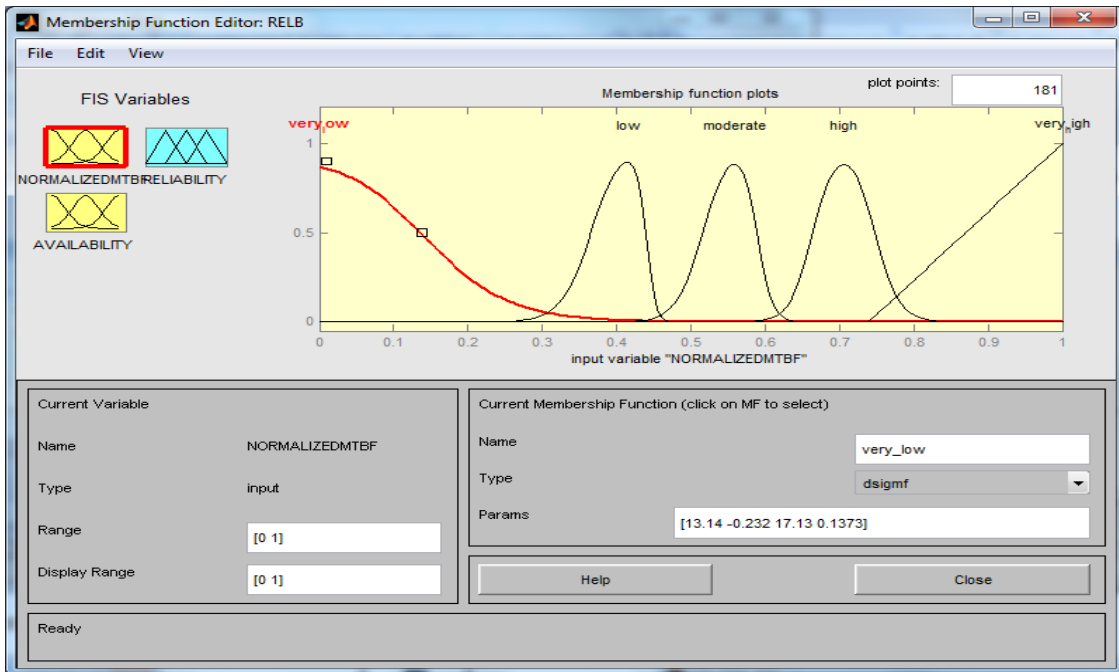 Membership Function Editor: RELB
File Edit View
FIS Variables
NORMALIZEDMTBF
RELIABILITY
AVAILABILITY
plot points:
181
Membership function plots
very_low
low
moderate
high
very_high
1
0.5
0
0 0.1 0.2 0.3 0.4 0.5 0.6 0.7 0.8 0.9 1
input variable "NORMALIZEDMTBF"
Current Variable
Name NORMALIZEDMTBF
Type input
Range [0 1]
Display Range [0 1]
Current Membership Function (click on MF to select)
Name very_low
Type dsigmf
Params [13.14 -0.232 17.13 0.1373]
Help
Close
Ready